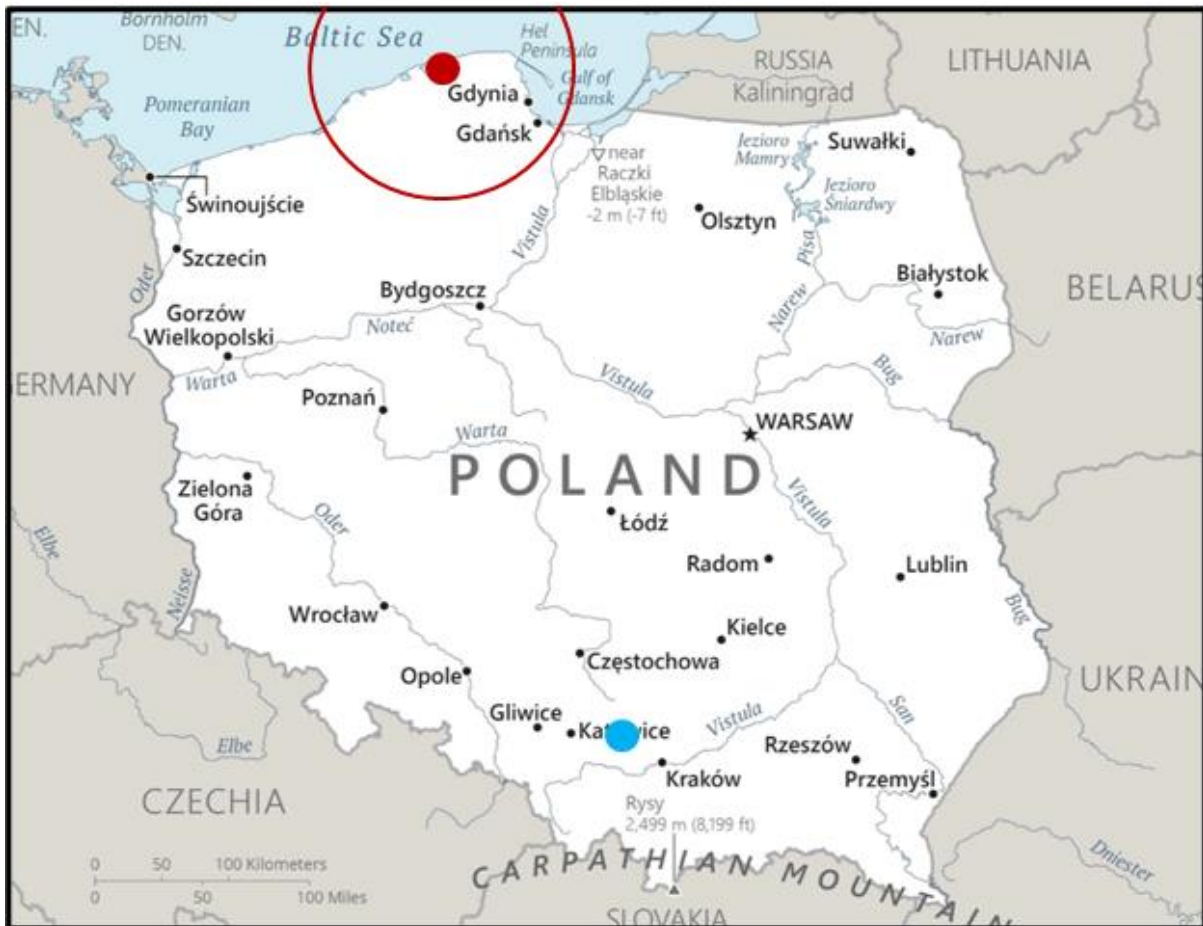 EN.
Bornholm
DEN.
Baltic Sea
Hel
Peninsula
Gulf of
Gdansk
RUSSIA
Kaliningrad
LITHUANIA
Pomeranian
Bay
Gdynia
Gdańsk
near
Raczki
Elbląskie
-2 m (-7 ft)
Jezioro
Mamry
Suwałki
Jezioro
Śniardwy
Świnoujście
Vistula
Olsztyn
Pisa
Szczecin
Oder
Białystok
BELARUS
Bydgoszcz
Gorzów
Wielkopolski
Noteć
Narew
Narew
GERMANY
Warta
Poznań
Vistula
Bug
Warta
WARSAW
POLAND
Zielona
Góra
Oder
Łódź
Vistula
Elbe
Neisse
Radom
Lublin
Bug
Wrocław
Kielce
Częstochowa
Opole
UKRAIN
Gliwice
Vistula
San
Rzeszów
Elbe
Kraków
Przemyśl
CZECHIA
Rysy
2,499 m (8,199 ft)
0 50 100 Kilometers
0 50 100 Miles
CARPATHIAN MOUNTAIN
Dniester
SLOVAKIA